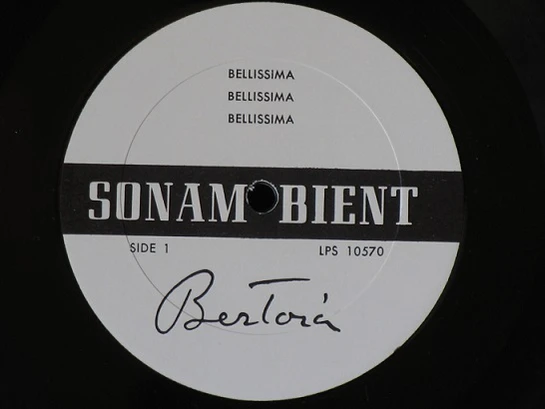 BELLISSIMA
BELLISSIMA
BELLISSIMA
SONAMBIENT
SIDE 1 LPS 10570
Bertoia